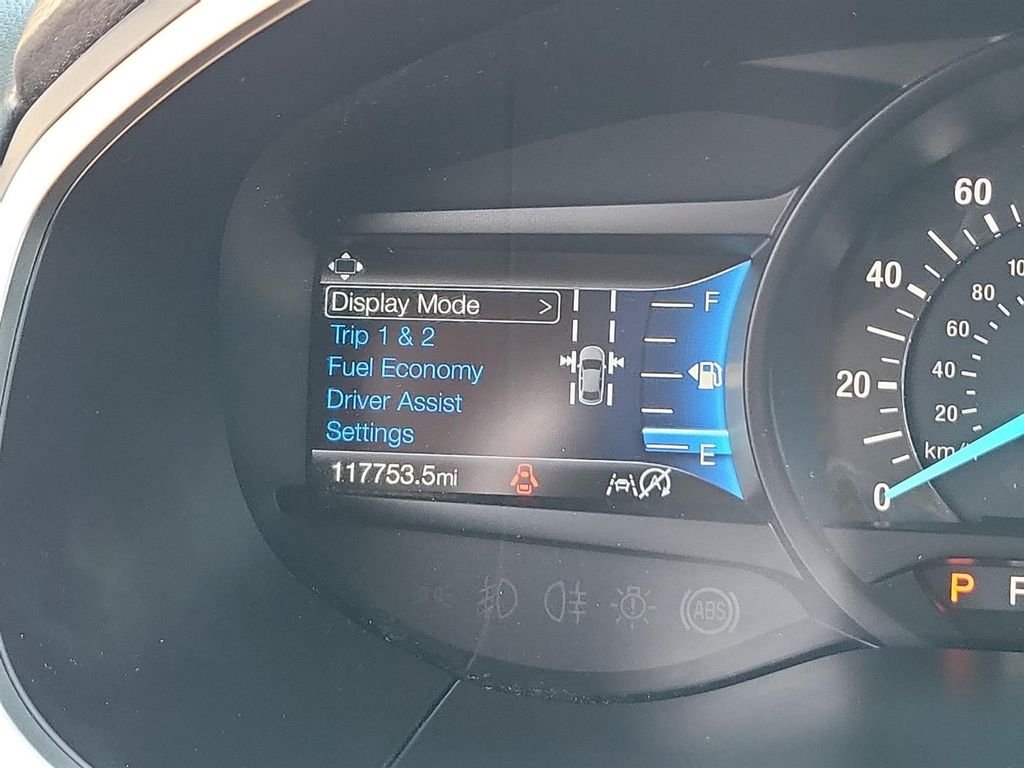 Display Mode >
Trip 1 & 2
Fuel Economy
Driver Assist
Settings
117753.5mi
F
E
60
40
20
0
80
60
40
20
km/
P
ABS